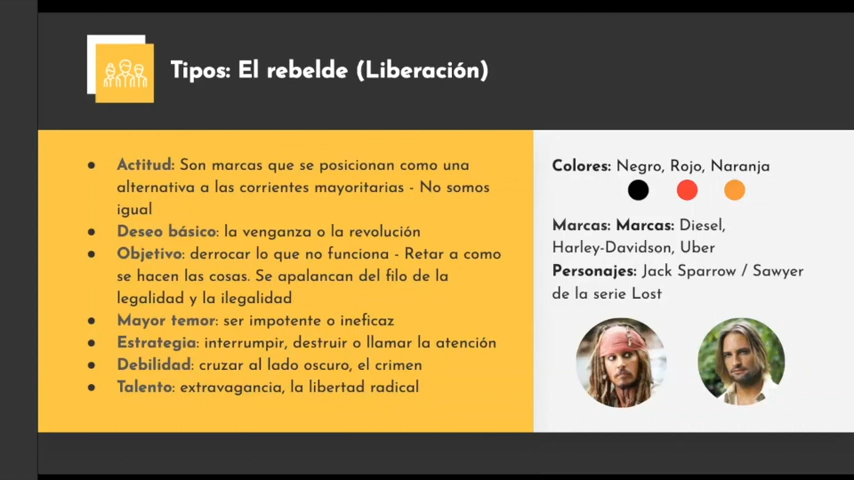 Tipos: El rebelde (Liberación)
● Actitud: Son marcas que se posicionan como una
alternativa a las corrientes mayoritarias - No somos
igual
● Deseo básico: la venganza o la revolución
● Objetivo: derrocar lo que no funciona - Retar a como
se hacen las cosas. Se apalancan del filo de la
legalidad y la ilegalidad
● Mayor temor: ser impotente o ineficaz
● Estrategia: interrumpir, destruir o llamar la atención
● Debilidad: cruzar al lado oscuro, el crimen
● Talento: extravagancia, la libertad radical
Colores: Negro, Rojo, Naranja
Marcas: Marcas: Diesel,
Harley-Davidson, Uber
Personajes: Jack Sparrow / Sawyer
de la serie Lost